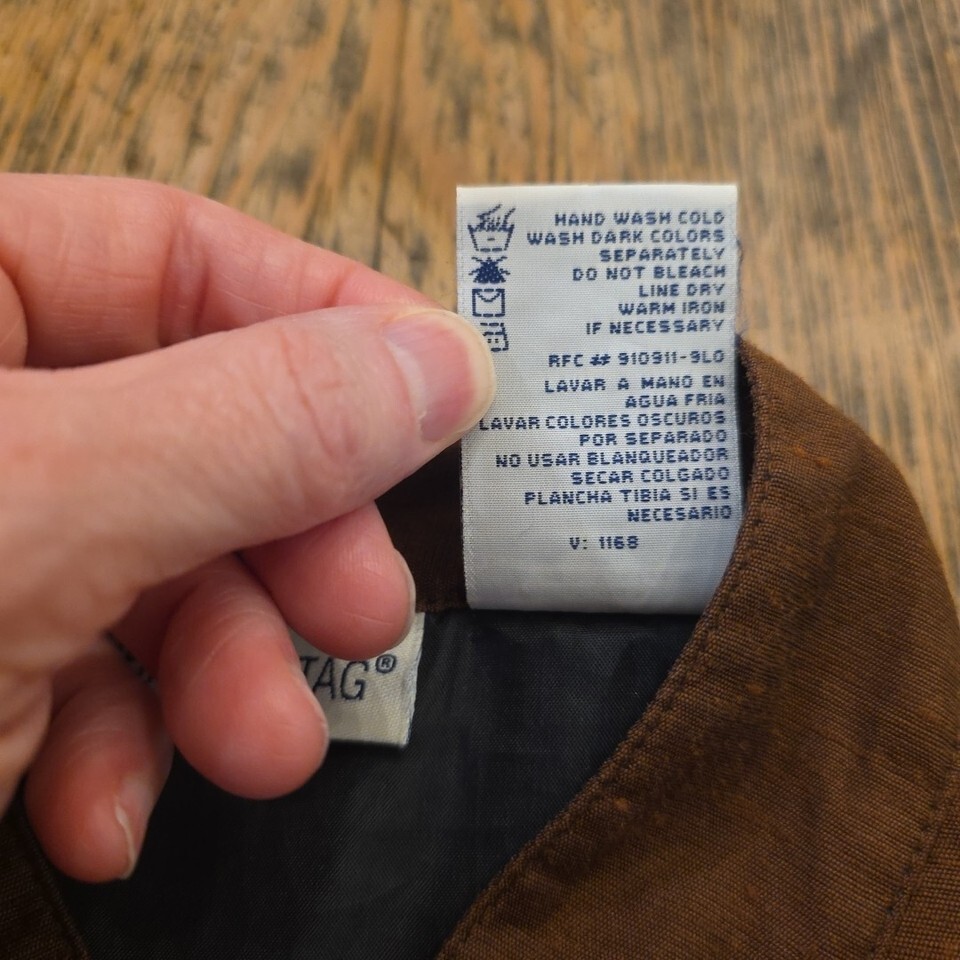 HAND WASH COLD
WASH DARK COLORS
SEPARATELY
DO NOT BLEACH
LINE DRY
WARM IRON
IF NECESSARY
RFC ## 910911-9L0
LAVAR A MANO EN
AGUA FRIA
LAVAR COLORES OSCUROS
POR SEPARADO
NO USAR BLANQUEADOR
SECAR COLGADO
PLANCHA TIBIA SI ES
NECESARIO
V: 1168
TAG®